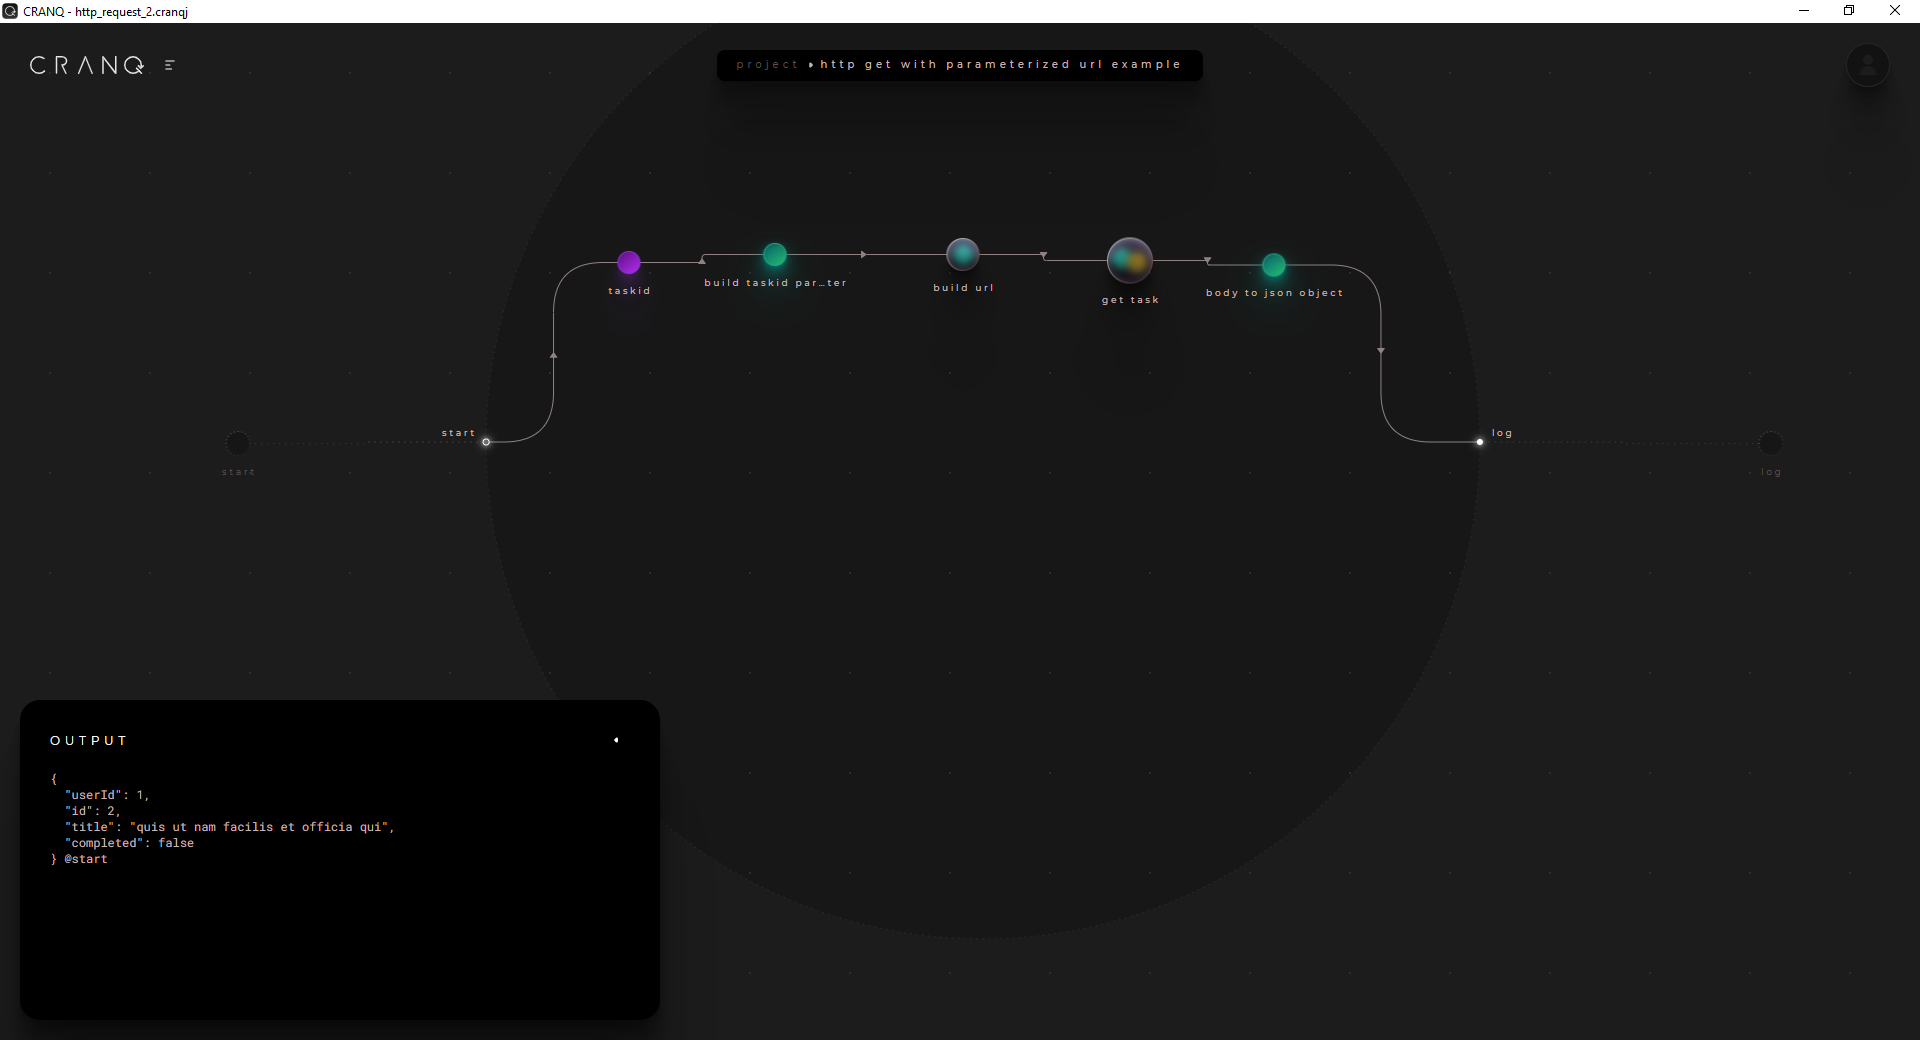 CRANQ - http_request_2.cranqj
CRANQ
project http get with parameterized url example
taskid
build taskid par…ter
build url
get task
body to json object
start
log
start
log
OUTPUT
{
"userId": 1,
"id": 2,
"title": "quis ut nam facilis et officia qui",
"completed": false
} @start